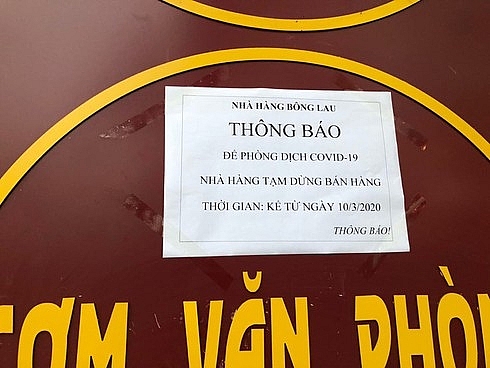 NHÀ HÀNG BÔNG LAU
THÔNG BÁO
ĐỂ PHÒNG DỊCH COVID-19
NHÀ HÀNG TẠM DỪNG BÁN HÀNG
THỜI GIAN: KỂ TỪ NGÀY 10/3/2020
THÔNG BÁO!
CƠM VĂN PHÒN